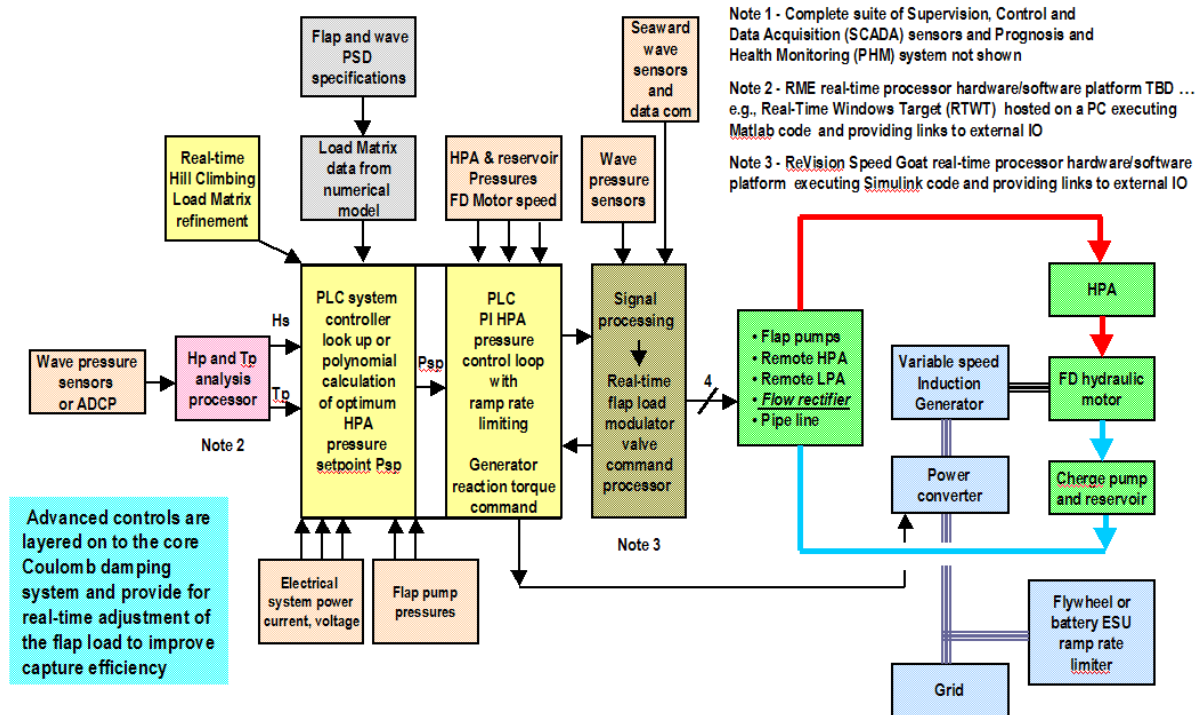 Flap and wave
PSD
specifications
Seaward
wave
sensors
and
data com
Note 1 - Complete suite of Supervision, Control and
Data Acquisition (SCADA) sensors and Prognosis and
Health Monitoring (PHM) system not shown
Note 2 - RME real-time processor hardware/software platform TBD ...
e.g., Real-Time Windows Target (RTWT) hosted on a PC executing
Matlab code and providing links to external IO
Note 3 - ReVision Speed Goat real-time processor hardware/software
platform executing Simulink code and providing links to external IO
Real-time
Hill Climbing
Load Matrix
refinement
Load Matrix
data from
numerical
model
HPA & reservoir
Pressures
FD Motor speed
Wave
pressure
sensors
Wave pressure
sensors
or ADCP
Hp and Tp
analysis
processor
Note 2
Hs
Tp
PLC system
controller
look up or
polynomial
calculation
of optimum
HPA
pressure
setpoint Psp
Psp
PLC
PI HPA
pressure
control loop
with
ramp rate
limiting
Generator
reaction torque
command
Signal
processing
Real-time
flap load
modulator
valve
command
processor
Note 3
4
• Flap pumps
• Remote HPA
• Remote LPA
• Flow rectifier
• Pipe line
HPA
Variable speed
Induction
Generator
FD hydraulic
motor
Power
converter
Cherge pump
and reservoir
Advanced controls are
layered on to the core
Coulomb damping
system and provide for
real-time adjustment of
the flap load to improve
capture efficiency
Electrical
system power
current, voltage
Flap pump
pressures
Flywheel or
battery ESU
ramp rate
limiter
Grid